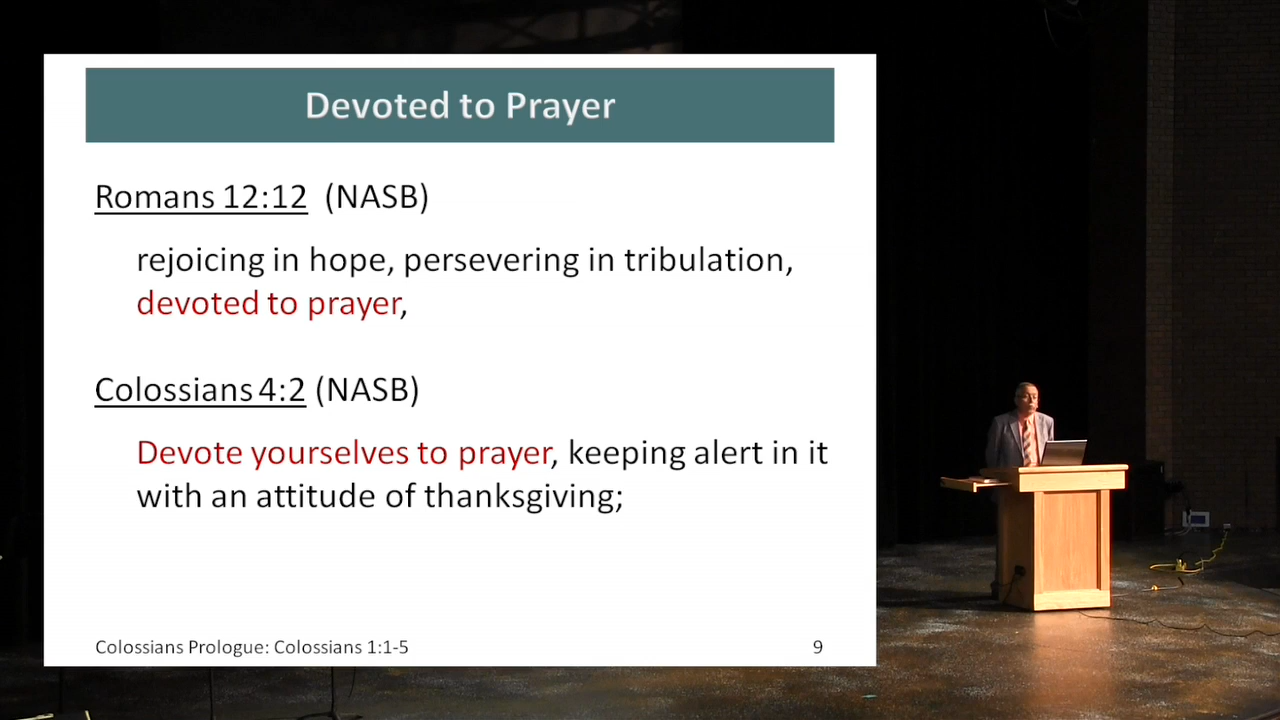 Devoted to Prayer
Romans 12:12 (NASB)
rejoicing in hope, persevering in tribulation,
devoted to prayer,
Colossians 4:2 (NASB)
Devote yourselves to prayer, keeping alert in it
with an attitude of thanksgiving;
Colossians Prologue: Colossians 1:1-5
9